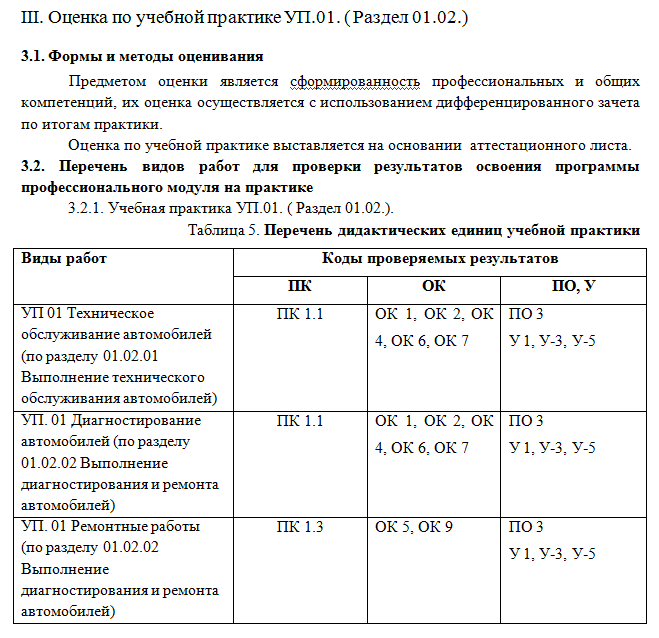 III. Оценка по учебной практике УП.01. ( Раздел 01.02.)
3.1. Формы и методы оценивания
Предметом оценки является сформированность профессиональных и общих
компетенций, их оценка осуществляется с использованием дифференцированного зачета
по итогам практики.
Оценка по учебной практике выставляется на основании аттестационного листа.
3.2. Перечень видов работ для проверки результатов освоения программы
профессионального модуля на практике
3.2.1. Учебная практика УП.01. ( Раздел 01.02.).
Таблица 5. Перечень дидактических единиц учебной практики
Виды работ
Коды проверяемых результатов
ПК
ОК
ПО, У
УП 01 Техническое
обслуживание автомобилей
(по разделу 01.02.01
Выполнение технического
обслуживания автомобилей)
ПК 1.1
ОК 1, ОК 2, ОК
4, ОК 6, ОК 7
ПО 3
У 1, У-3, У-5
УП. 01 Диагностирование
автомобилей (по разделу
01.02.02 Выполнение
диагностирования и ремонта
автомобилей)
ПК 1.1
ОК 1, ОК 2, ОК
4, ОК 6, ОК 7
ПО 3
У 1, У-3, У-5
УП. 01 Ремонтные работы
(по разделу 01.02.02
Выполнение
диагностирования и ремонта
автомобилей)
ПК 1.3
ОК 5, ОК 9
ПО 3
У 1, У-3, У-5